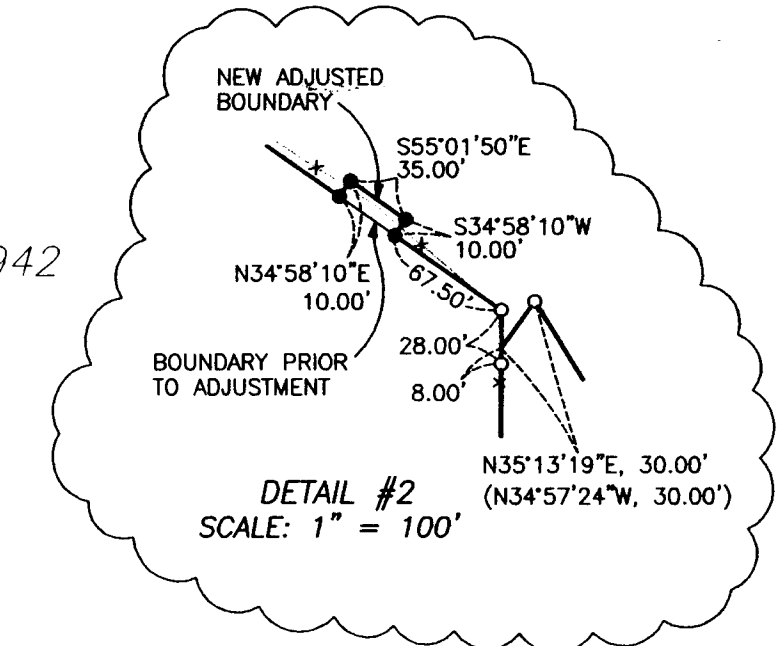 NEW ADJUSTED
BOUNDARY
S55°01'50"E
35.00'
S34°58'10"W
10.00'
942
N34°58'10"E
10.00'
67.50'
28.00'
8.00'
BOUNDARY PRIOR
TO ADJUSTMENT
N35°13'19"E, 30.00'
(N34°57'24"W, 30.00')
DETAIL #2
SCALE: 1" = 100'